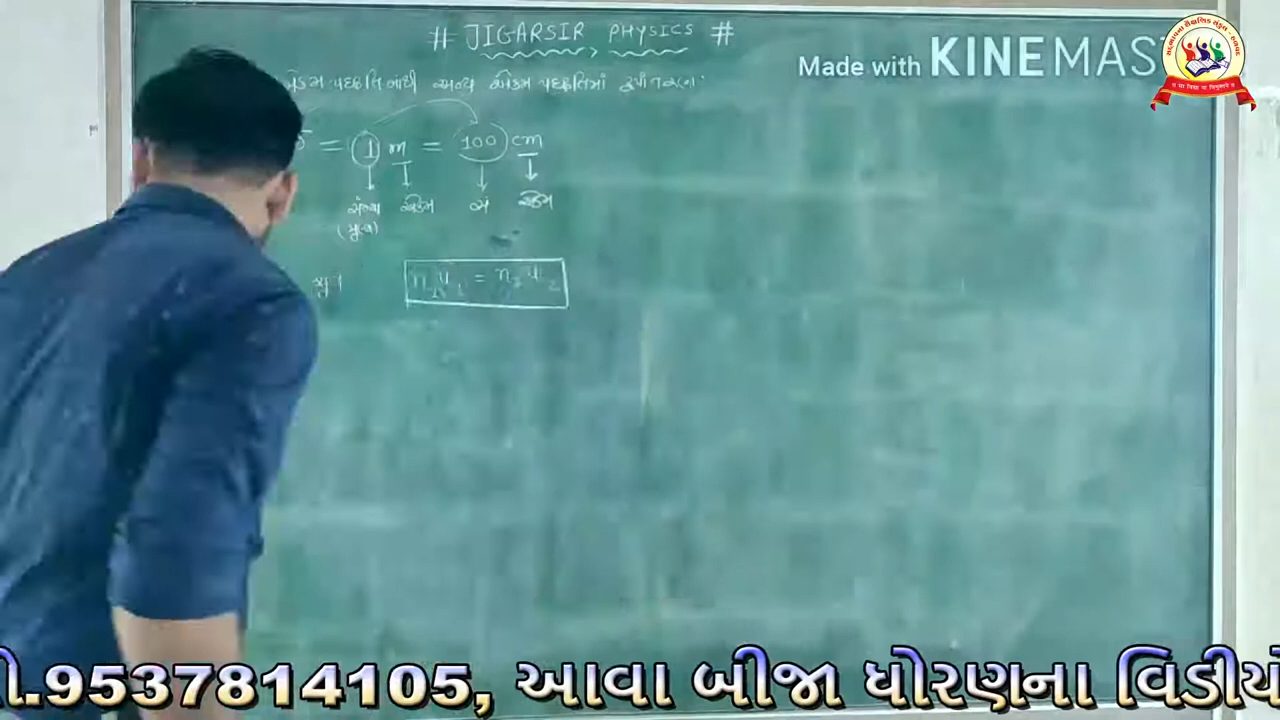 # JIGARSIR PHYSICS #
Made with KINEMAS
એકમ પદ્ધતિમાંથી અન્ય એકમ પદ્ધતિમાં
= 1 m = 100 cm
સંખ્યા એકમ સં એકમ
(મુલ્ય)
સુત્ર n₁u₁ = n₂u₂
મો.9537814105, આવા બીજા ધોરણના વિડીયો